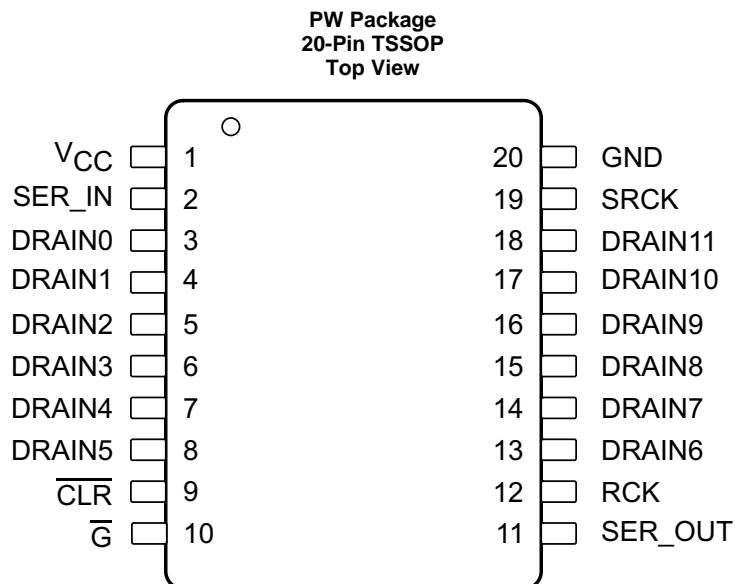 PW Package
20-Pin TSSOP
Top View
VCC 1 20 GND
SER_IN 2 19 SRCK
DRAIN0 3 18 DRAIN11
DRAIN1 4 17 DRAIN10
DRAIN2 5 16 DRAIN9
DRAIN3 6 15 DRAIN8
DRAIN4 7 14 DRAIN7
DRAIN5 8 13 DRAIN6
C̅L̅R̅ 9 12 RCK
G̅ 10 11 SER_OUT